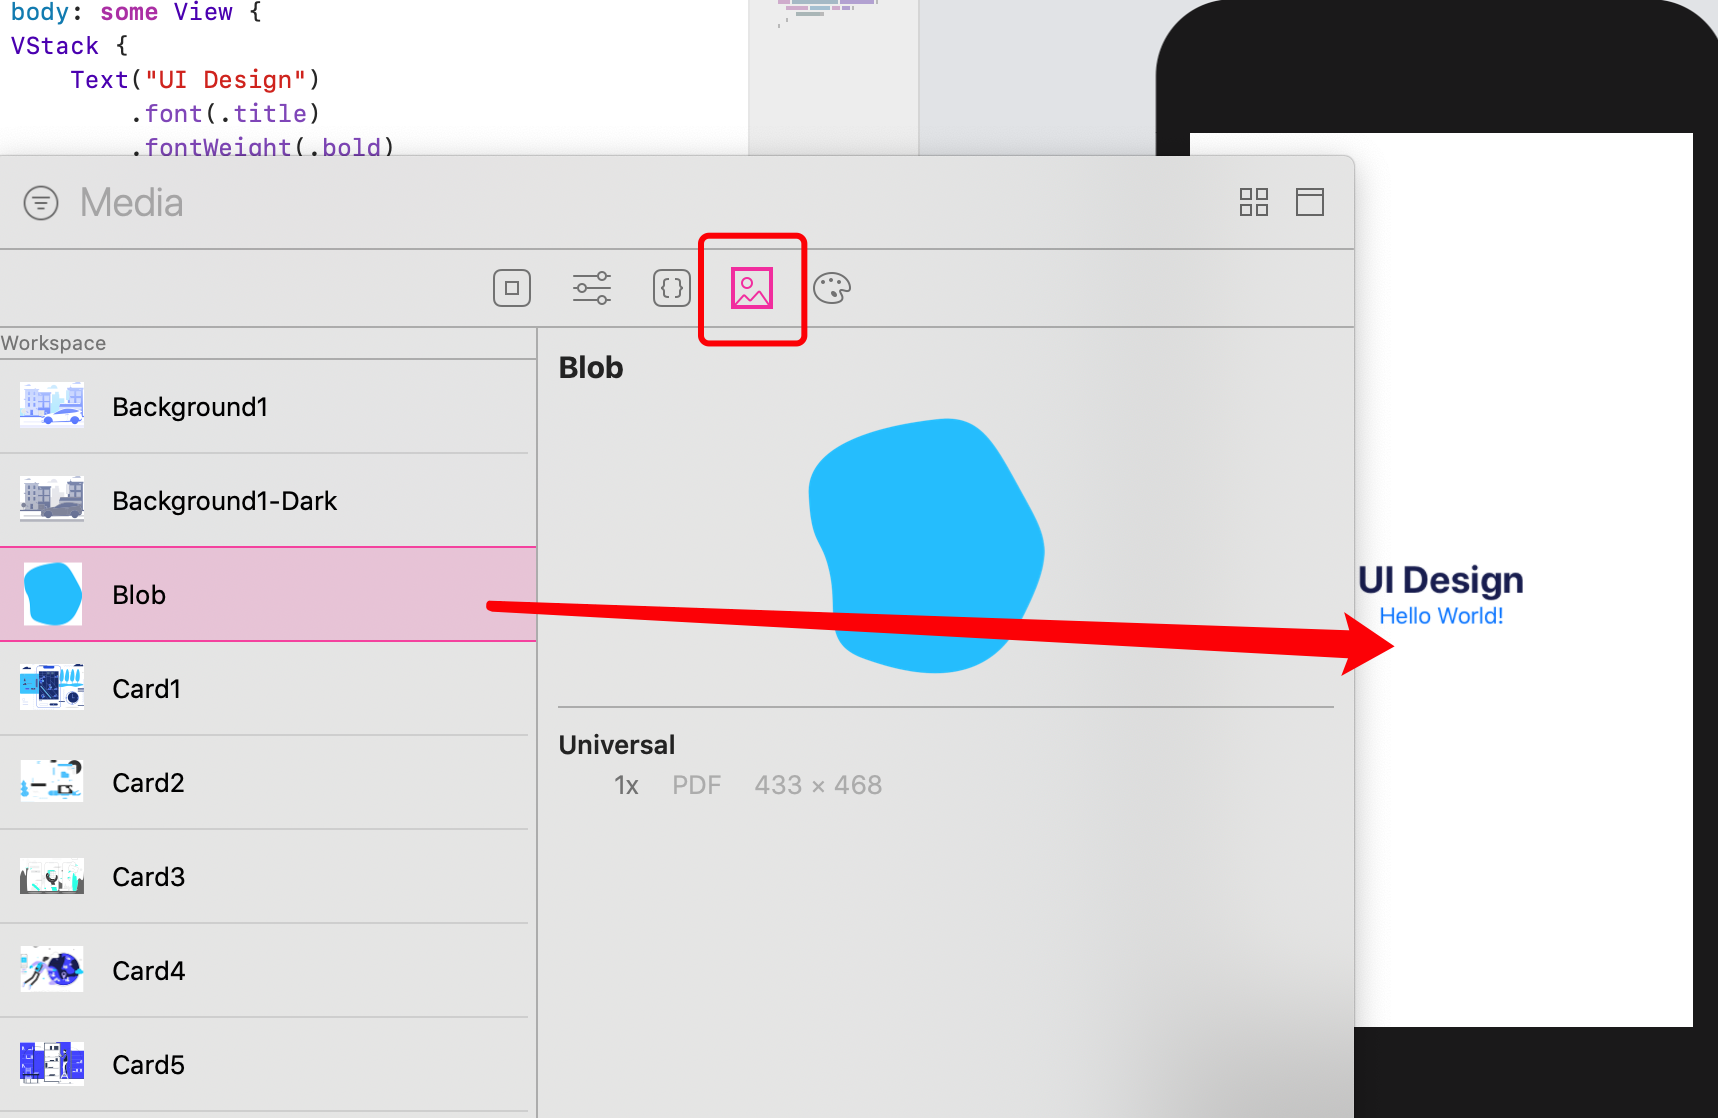 body: some View {
VStack {
Text("UI Design")
.font(.title)
.fontWeight(.bold)
Media
Workspace
Background1
Background1-Dark
Blob
Card1
Card2
Card3
Card4
Card5
Blob
Universal
1x PDF 433 × 468
UI Design
Hello World!